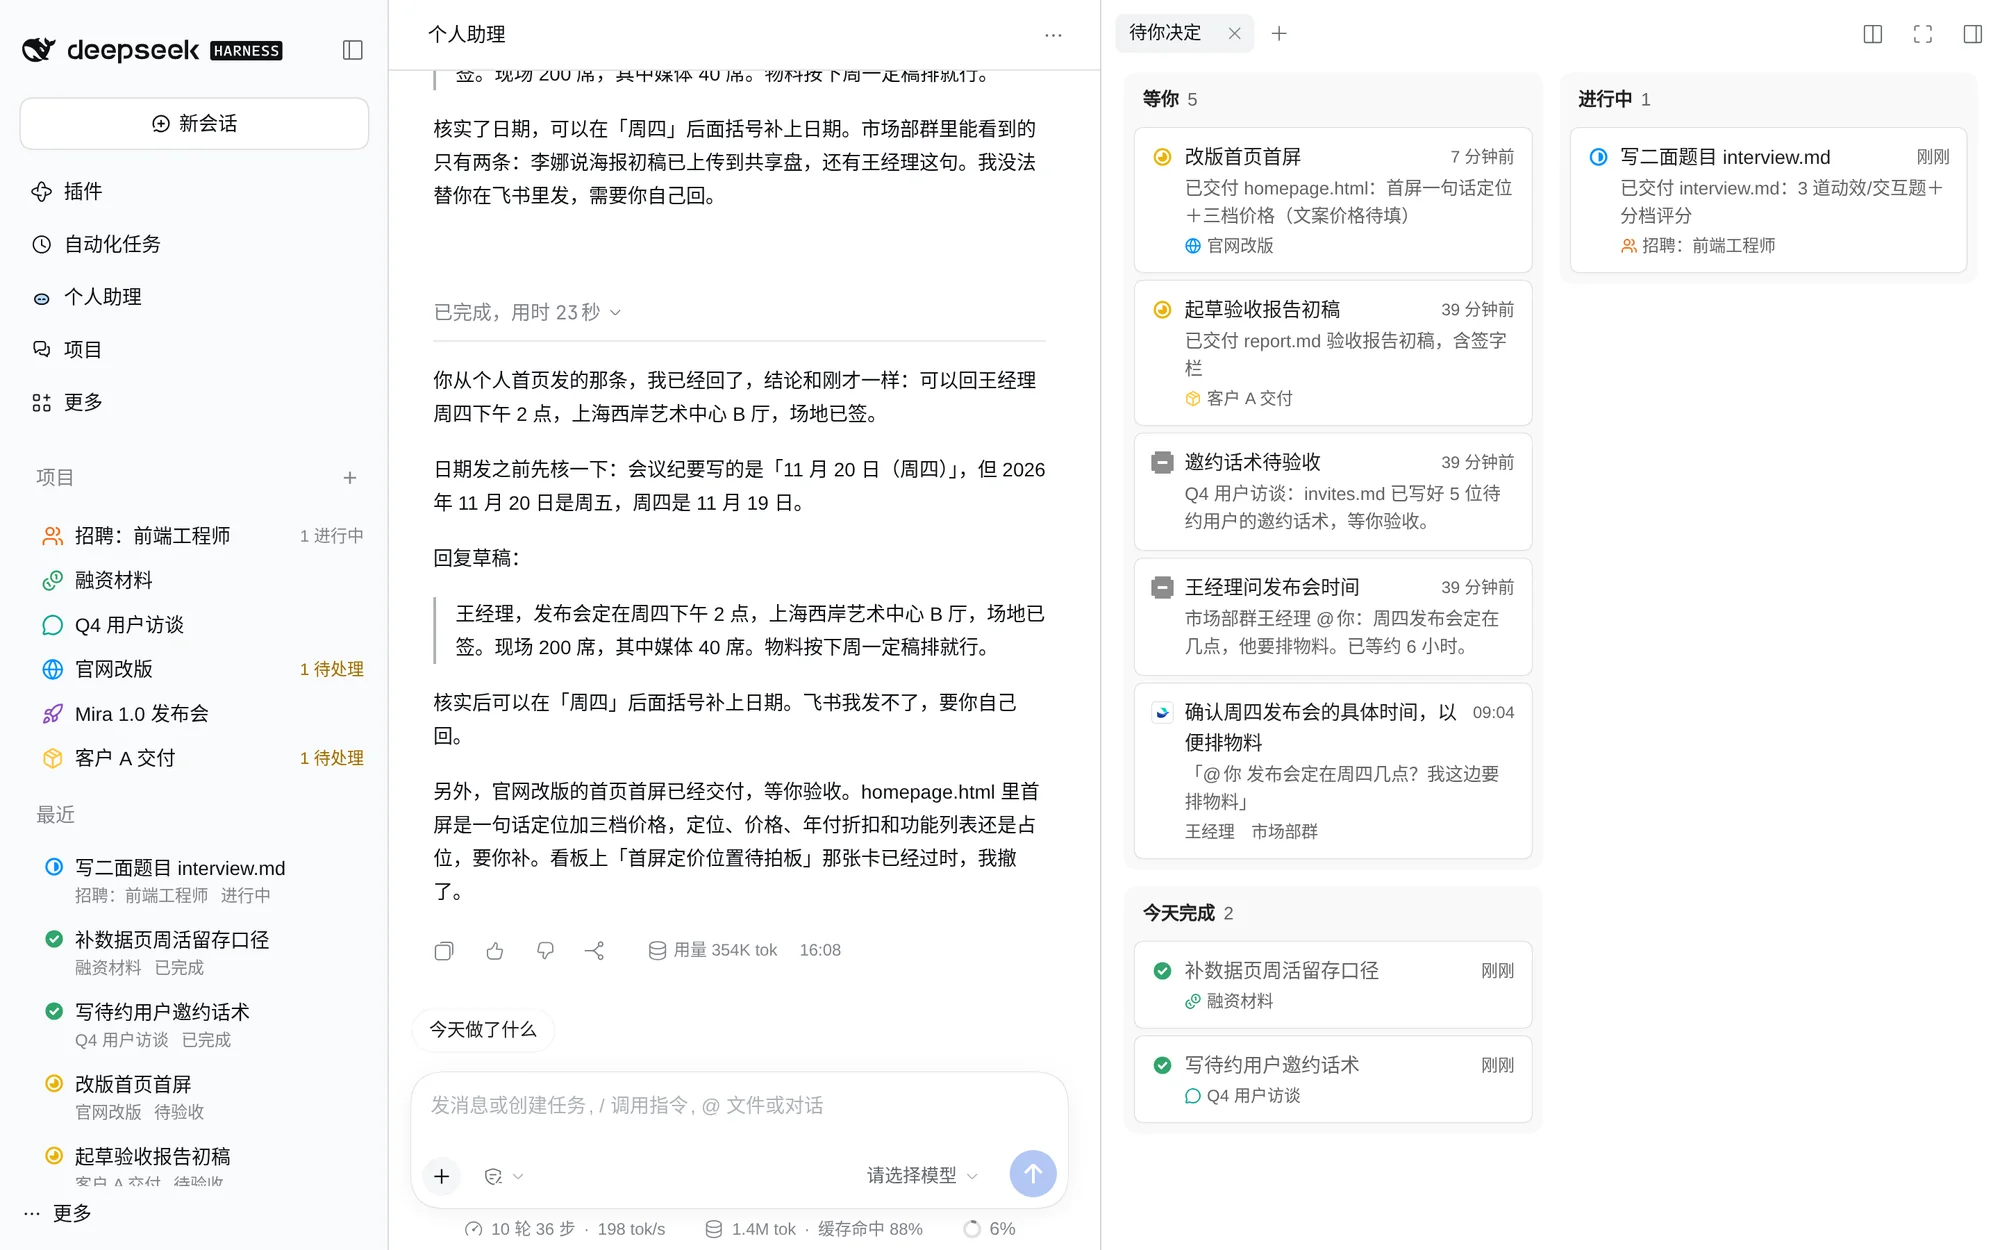 deepseek HARNESS
新会话
插件
自动化任务
个人助理
项目
更多
项目
招聘：前端工程师 1 进行中
融资材料
Q4 用户访谈
官网改版 1 待处理
Mira 1.0 发布会
客户 A 交付 1 待处理
最近
写二面题目 interview.md
招聘：前端工程师 进行中
补数据页周活留存口径
融资材料 已完成
写待约用户邀约话术
Q4 用户访谈 已完成
改版首页首屏
官网改版 待验收
起草验收报告初稿
客户 A 交付 待验收
更多
个人助理
签。现场 200 席，其中媒体 40 席。物料按下周一定稿排就行。
核实了日期，可以在「周四」后面括号补上日期。市场部群里能看到的
只有两条：李娜说海报初稿已上传到共享盘，还有王经理这句。我没法
替你在飞书里发，需要你自己回。
已完成，用时 23 秒
你从个人首页发的那条，我已经回了，结论和刚才一样：可以回王经理
周四下午 2 点，上海西岸艺术中心 B 厅，场地已签。
日期发之前先核一下：会议纪要写的是「11 月 20 日（周四）」，但 2026
年 11 月 20 日是周五，周四是 11 月 19 日。
回复草稿：
王经理，发布会定在周四下午 2 点，上海西岸艺术中心 B 厅，场地已
签。现场 200 席，其中媒体 40 席。物料按下周一定稿排就行。
核实后可以在「周四」后面括号补上日期。飞书我发不了，要你自己
回。
另外，官网改版的首页首屏已经交付，等你验收。homepage.html 里首
屏是一句话定位加三档价格，定位、价格、年付折扣和功能列表还是占
位，要你补。看板上「首屏定价位置待拍板」那张卡已经过时，我撤
了。
用量 354K tok 16:08
今天做了什么
发消息或创建任务, / 调用指令, @ 文件或对话
请选择模型
10 轮 36 步 · 198 tok/s 1.4M tok · 缓存命中 88% 6%
待你决定
等你 5
改版首页首屏 7 分钟前
已交付 homepage.html：首屏一句话定位
＋三档价格（文案价格待填）
官网改版
起草验收报告初稿 39 分钟前
已交付 report.md 验收报告初稿，含签字
栏
客户 A 交付
邀约话术待验收 39 分钟前
Q4 用户访谈：invites.md 已写好 5 位待
约用户的邀约话术，等你验收。
王经理问发布会时间 39 分钟前
市场部群王经理 @你：周四发布会定在
几点，他要排物料。已等约 6 小时。
确认周四发布会的具体时间，以 09:04
便排物料
「@你 发布会定在周四几点？我这边要
排物料」
王经理 市场部群
今天完成 2
补数据页周活留存口径 刚刚
融资材料
写待约用户邀约话术 刚刚
Q4 用户访谈
进行中 1
写二面题目 interview.md 刚刚
已交付 interview.md：3 道动效/交互题＋
分档评分
招聘：前端工程师